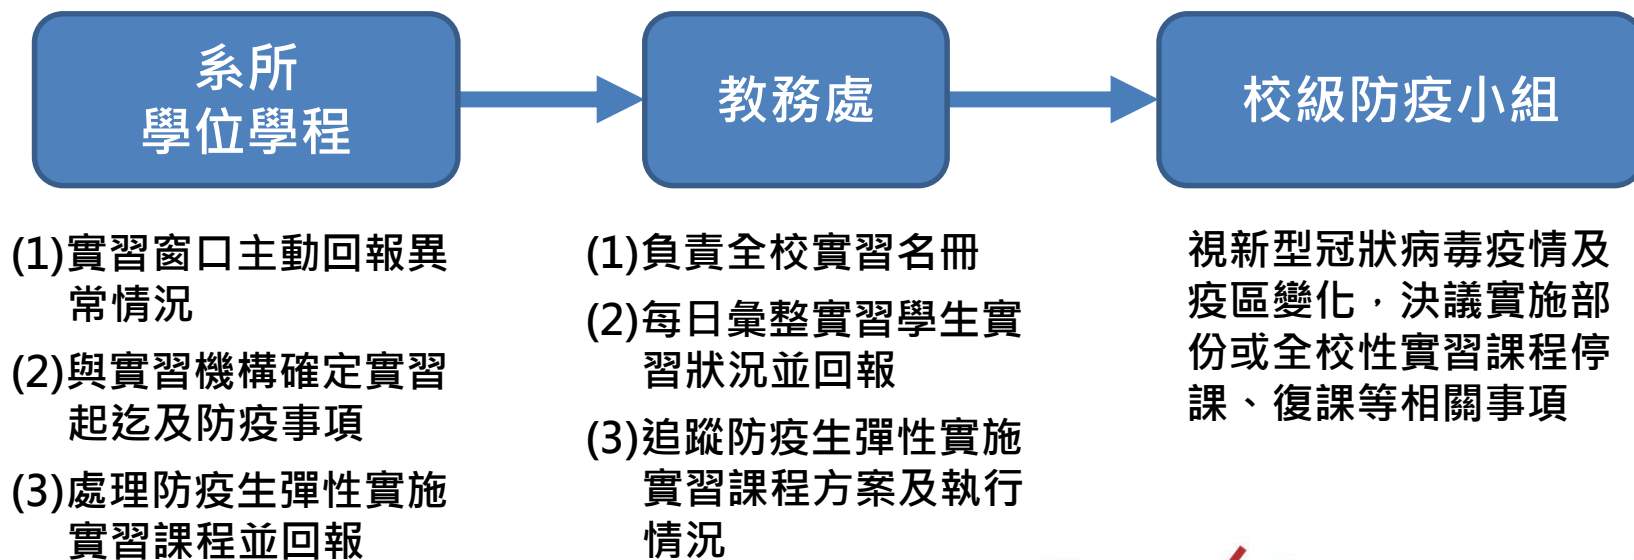 系所
學位學程
教務處
校級防疫小組
(1)實習窗口主動回報異
常情況
(2)與實習機構確定實習
起迄及防疫事項
(3)處理防疫生彈性實施
實習課程並回報
(1)負責全校實習名冊
(2)每日彙整實習學生實
習狀況並回報
(3)追蹤防疫生彈性實施
實習課程方案及執行
情況
視新型冠狀病毒疫情及
疫區變化，決議實施部
份或全校性實習課程停
課、復課等相關事項